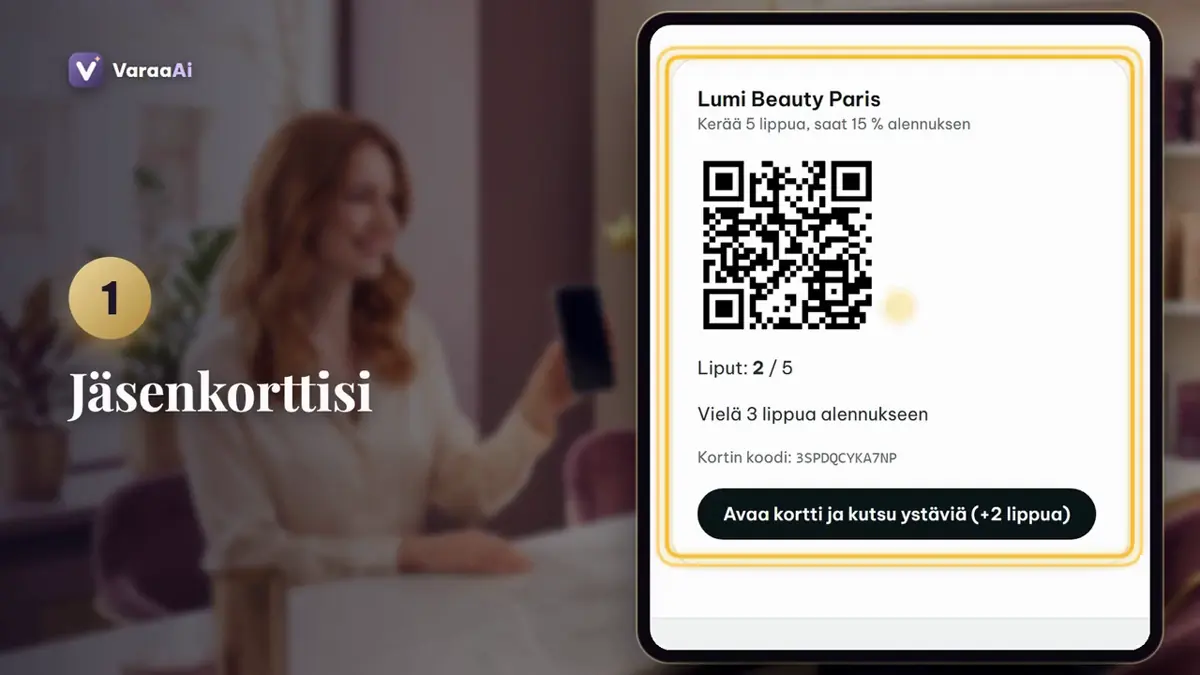 VaraaAi
1
Jäsenkorttisi
Lumi Beauty Paris
Kerää 5 lippua, saat 15 % alennuksen
Liput: 2 / 5
Vielä 3 lippua alennukseen
Kortin koodi: 3SPDQCYKA7NP
Avaa kortti ja kutsu ystäviä (+2 lippua)